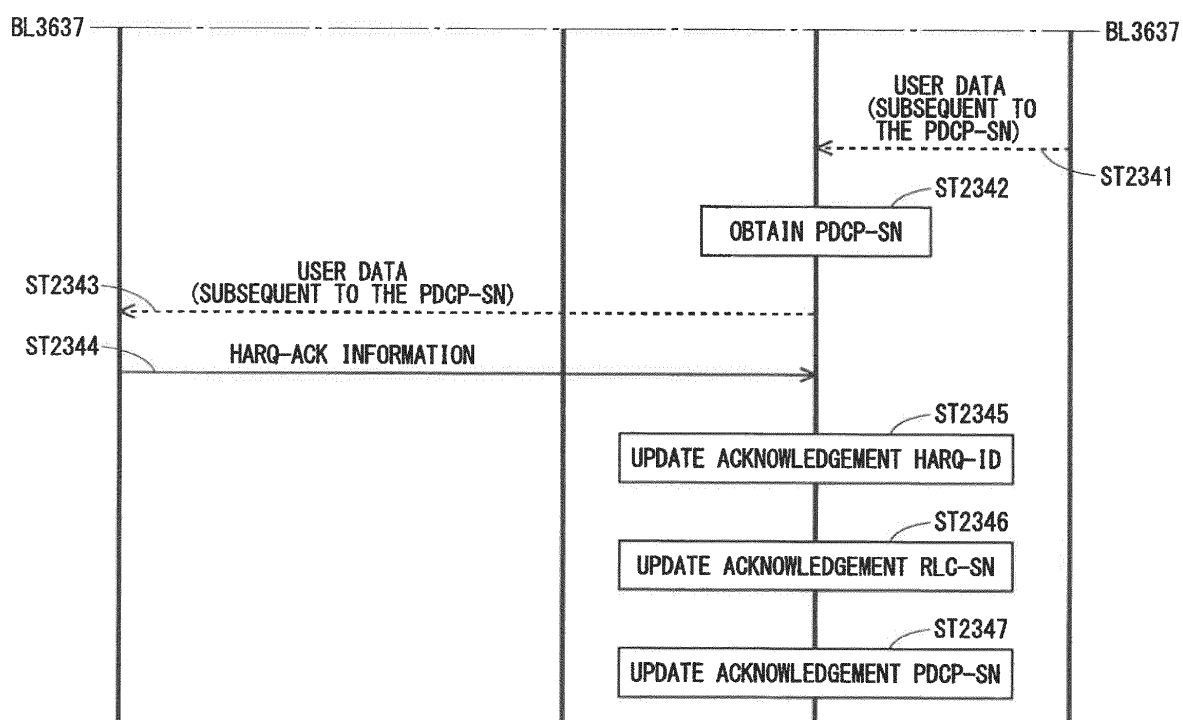 BL3637
BL3637
USER DATA
(SUBSEQUENT TO
THE PDCP-SN)
ST2341
ST2342
OBTAIN PDCP-SN
ST2343
USER DATA
(SUBSEQUENT TO THE PDCP-SN)
ST2344
HARQ-ACK INFORMATION
ST2345
UPDATE ACKNOWLEDGEMENT HARQ-ID
ST2346
UPDATE ACKNOWLEDGEMENT RLC-SN
ST2347
UPDATE ACKNOWLEDGEMENT PDCP-SN